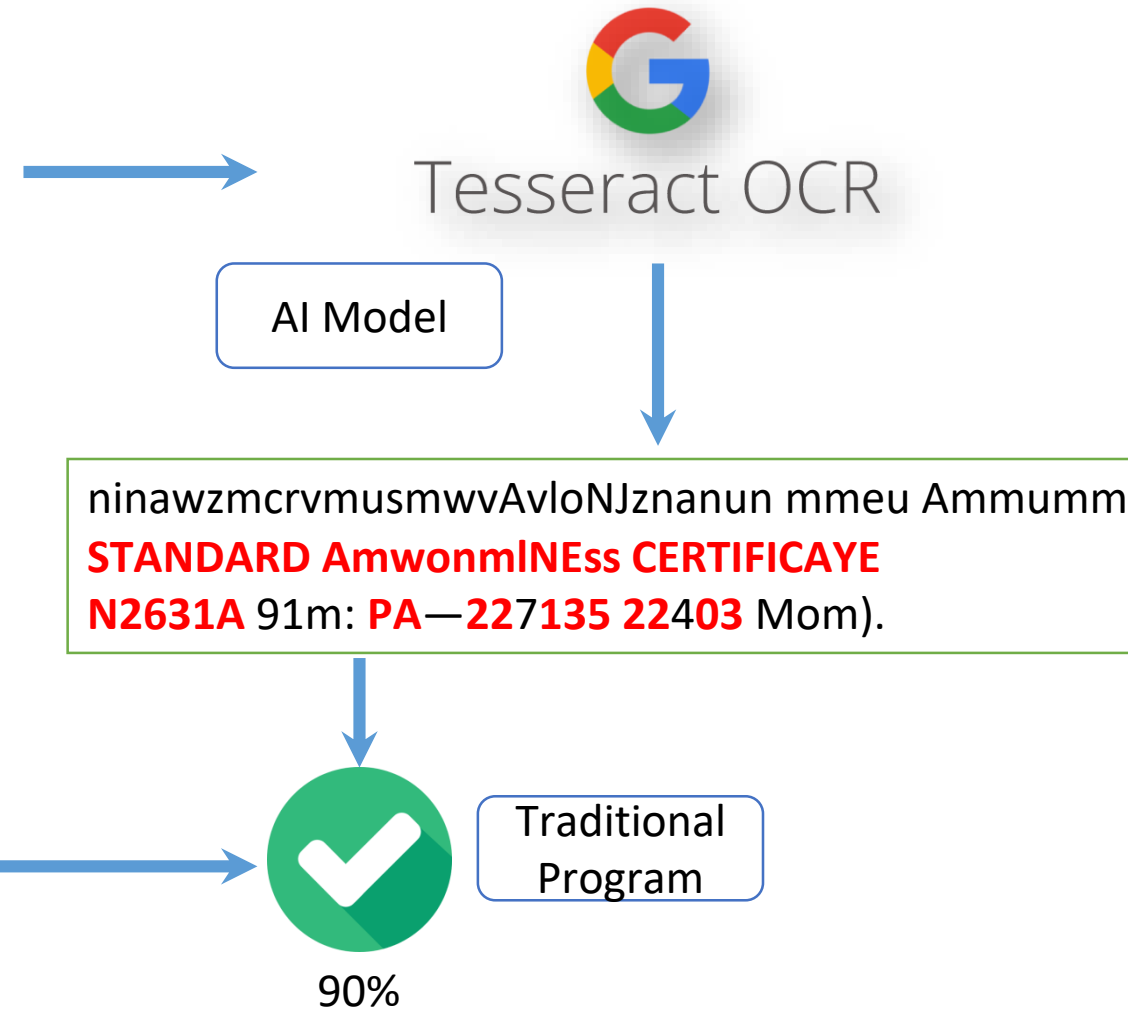 Tesseract OCR
AI Model
ninawzmcrvmusmwvAvloNJznanun mmeu Ammumm
STANDARD AmwonmlNEss CERTIFICAYE
N2631A 91m: PA—227135 22403 Mom).
Traditional
Program
90%